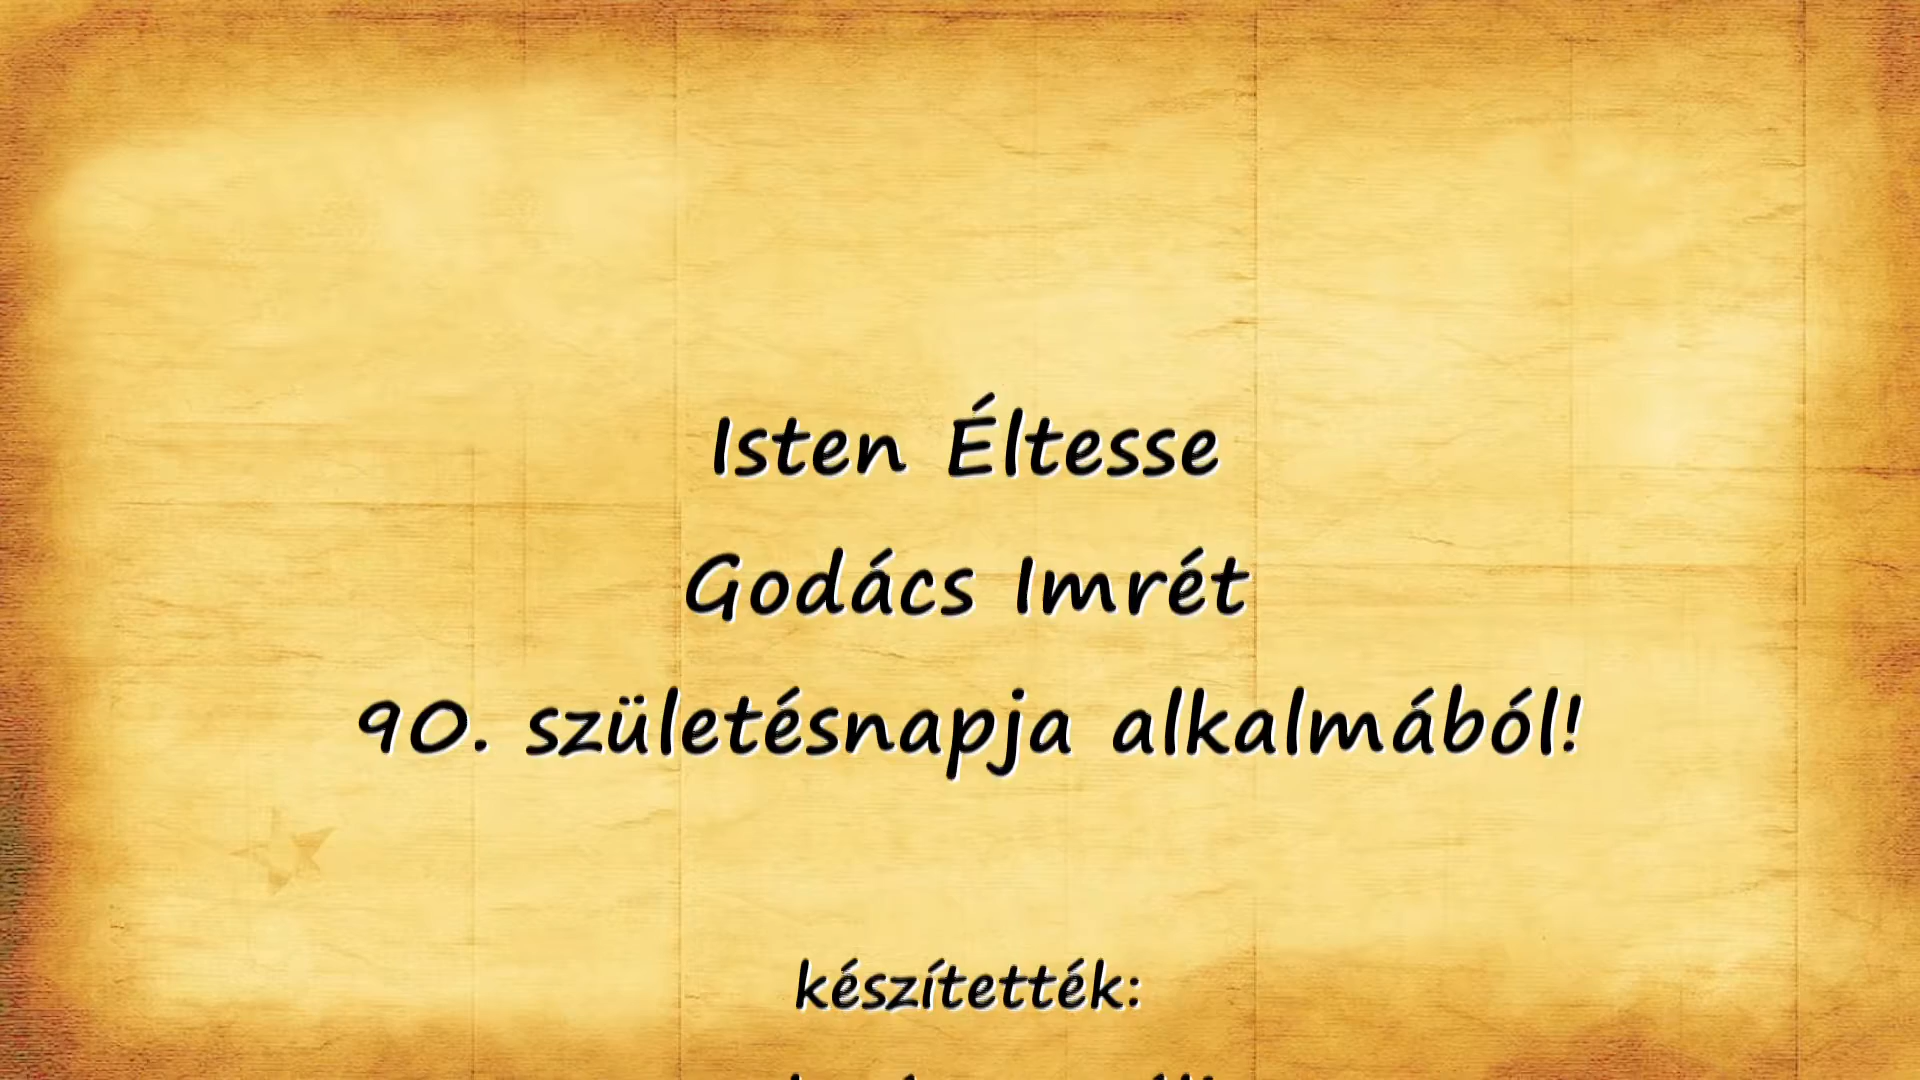 Isten Éltesse
Godács Imrét
90. születésnapja alkalmából!
készítették: